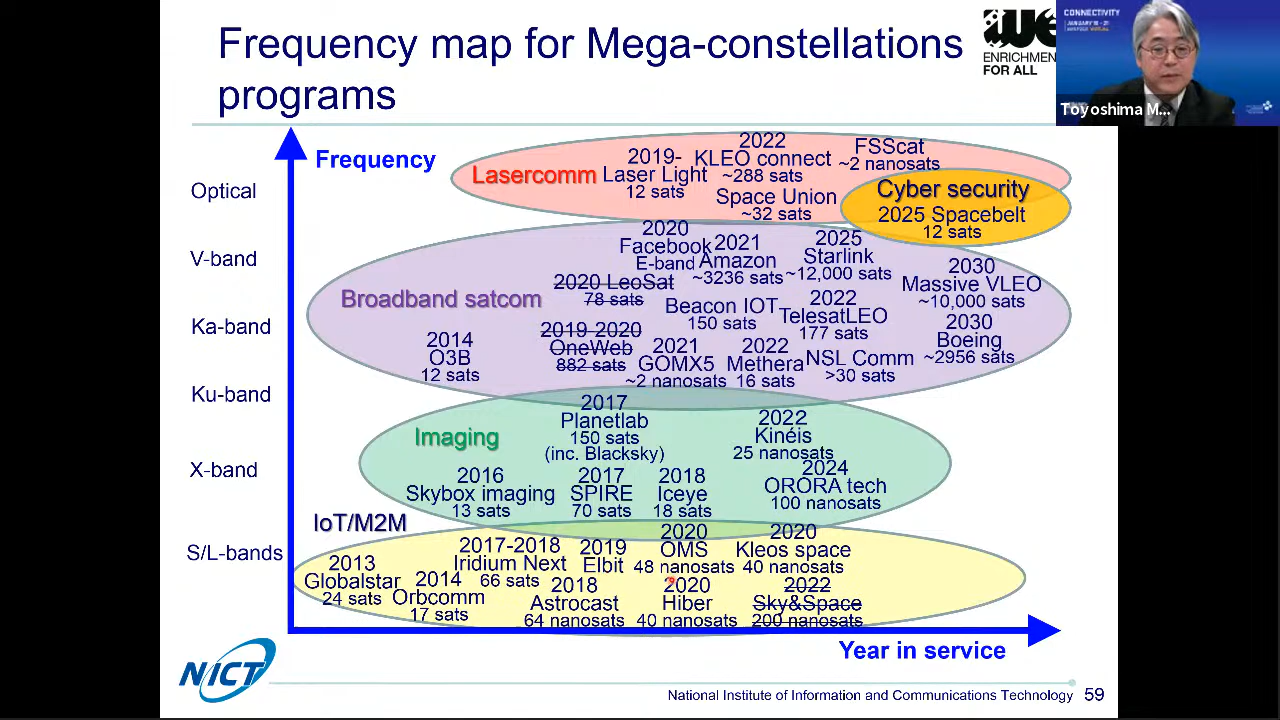 Frequency map for Mega-constellations
programs
ENRICHMENT
FOR ALL
CONNECTIVITY
Toyoshima M...
Frequency
Optical
V-band
Ka-band
Ku-band
X-band
S/L-bands
Lasercomm
2019-
Laser Light
12 sats
2022
KLEO connect
~288 sats
Space Union
~32 sats
FSScat
~2 nanosats
Cyber security
2025 Spacebelt
12 sats
Broadband satcom
2020
Facebook
E-band
2021
Amazon
~3236 sats
2025
Starlink
~12,000 sats
2030
Massive VLEO
~10,000 sats
2020 LeoSat
78 sats
Beacon IOT
150 sats
2022
TelesatLEO
177 sats
2030
Boeing
~2956 sats
2014
O3B
12 sats
2019-2020
OneWeb
882 sats
2021
GOMX5
~2 nanosats
2022
Methera
16 sats
NSL Comm
>30 sats
Imaging
2017
Planetlab
150 sats
(inc. Blacksky)
2022
Kinéis
25 nanosats
2016
Skybox imaging
13 sats
2017
SPIRE
70 sats
2018
Iceye
18 sats
2024
ORORA tech
100 nanosats
IoT/M2M
2013
Globalstar
24 sats
2014
Orbcomm
17 sats
2017-2018
Iridium Next
66 sats
2019
Elbit
2020
OMS
48 nanosats
2020
Kleos space
40 nanosats
2018
Astrocast
64 nanosats
2020
Hiber
40 nanosats
2022
Sky&Space
200 nanosats
Year in service
NICT
National Institute of Information and Communications Technology 59